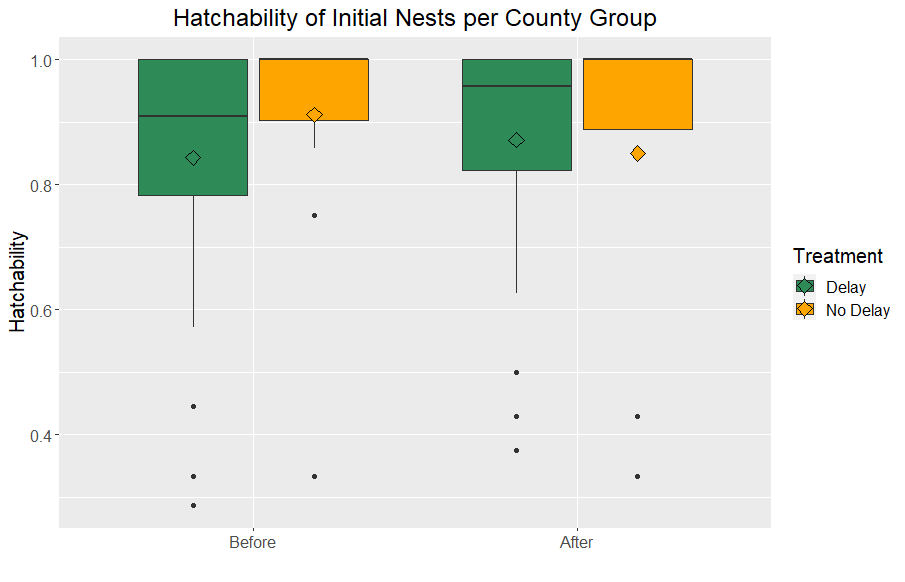 Hatchability of Initial Nests per County Group
1.0
0.8
0.6
0.4
Hatchability
Before
After
Treatment
Delay
No Delay